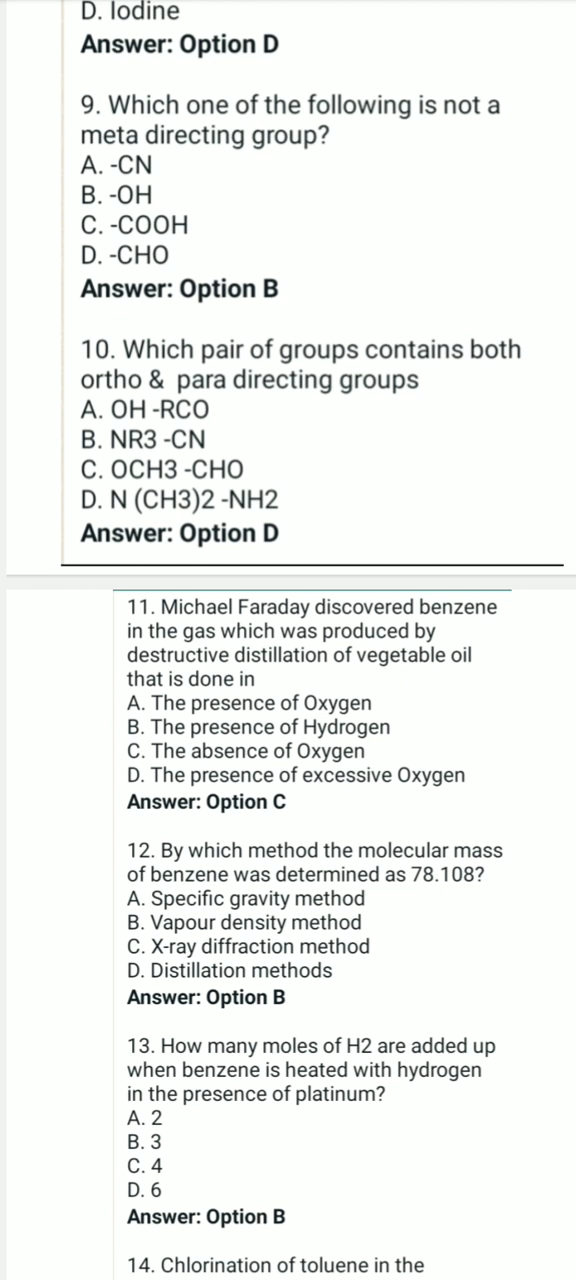 D. Iodine
Answer: Option D
9. Which one of the following is not a
meta directing group?
A. -CN
B. -OH
C. -COOH
D. -CHO
Answer: Option B
10. Which pair of groups contains both
ortho & para directing groups
A. OH -RCO
B. NR3 -CN
C. OCH3 -CHO
D. N (CH3)2 -NH2
Answer: Option D
11. Michael Faraday discovered benzene
in the gas which was produced by
destructive distillation of vegetable oil
that is done in
A. The presence of Oxygen
B. The presence of Hydrogen
C. The absence of Oxygen
D. The presence of excessive Oxygen
Answer: Option C
12. By which method the molecular mass
of benzene was determined as 78.108?
A. Specific gravity method
B. Vapour density method
C. X-ray diffraction method
D. Distillation methods
Answer: Option B
13. How many moles of H2 are added up
when benzene is heated with hydrogen
in the presence of platinum?
A. 2
B. 3
C. 4
D. 6
Answer: Option B
14. Chlorination of toluene in the